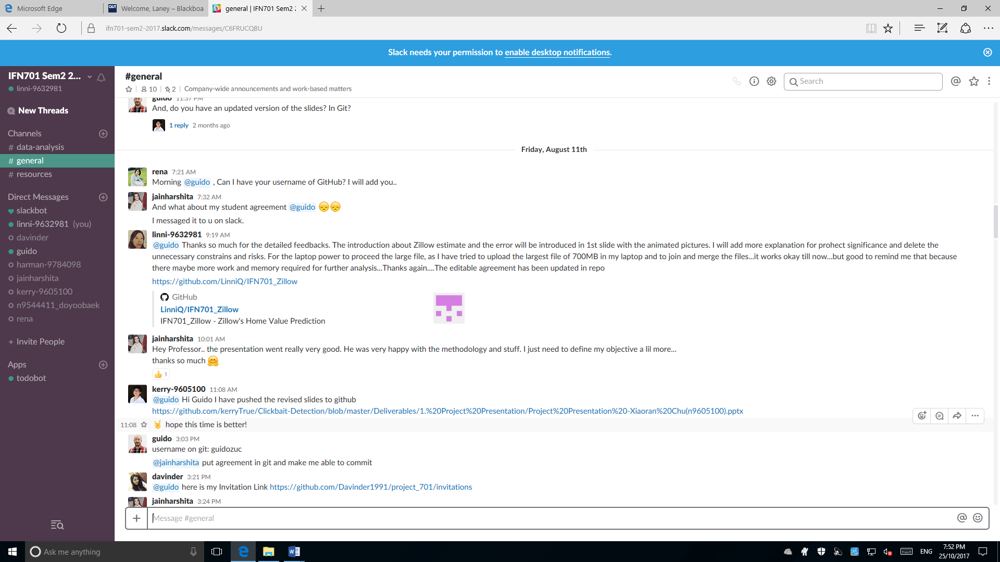 Microsoft Edge
QUT
Welcome, Laney – Blackboa
general | IFN701 Sem2 2
ifn701-sem2-2017.slack.com/messages/C6FRUCQBU
Slack needs your permission to enable desktop notifications.
IFN701 Sem2 2...
linni-9632981
New Threads
Channels
# data-analysis
# general
# resources
Direct Messages
slackbot
linni-9632981 (you)
davinder
guido
harman-9784098
jainharshita
kerry-9605100
n9544411_doyoobaek
rena
+ Invite People
Apps
todobot
#general
10 | 2 | Company-wide announcements and work-based matters
Search
guido 11:37 PM
And, do you have an updated version of the slides? In Git?
1 reply 2 months ago
Friday, August 11th
rena 7:21 AM
Morning @guido , Can I have your username of GitHub? I will add you..
jainharshita 7:32 AM
And what about my student agreement @guido 😞😞
I messaged it to u on slack.
linni-9632981 9:19 AM
@guido Thanks so much for the detailed feedbacks. The introduction about Zillow estimate and the error will be introduced in 1st slide with the animated pictures. I will add more explanation for prohect significance and delete the
unnecessary constrains and risks. For the laptop power to proceed the large file, as I have tried to upload the largest file of 700MB in my laptop and to join and merge the files...it works okay till now...but good to remind me that because
there maybe more work and memory required for further analysis...Thanks again....The editable agreement has been updated in repo
https://github.com/LinniQ/IFN701_Zillow
GitHub
LinniQ/IFN701_Zillow
IFN701_Zillow - Zillow's Home Value Prediction
jainharshita 10:01 AM
Hey Professor.. the presentation went really very good. He was very happy with the methodology and stuff. I just need to define my objective a lil more...
thanks so much 🤗
👍 1
kerry-9605100 11:08 AM
@guido Hi Guido I have pushed the revised slides to github
https://github.com/kerryTrue/Clickbait-Detection/blob/master/Deliverables/1.%20Project%20Presentation/Project%20Presentation%20-Xiaoran%20Chu(n9605100).pptx
11:08 🤘 hope this time is better!
guido 3:03 PM
username on git: guidozuc
@jainharshita put agreement in git and make me able to commit
davinder 3:21 PM
@guido here is my Invitation Link https://github.com/Davinder1991/project_701/invitations
jainharshita 3:24 PM
Message #general
Ask me anything
ENG
7:52 PM
25/10/2017